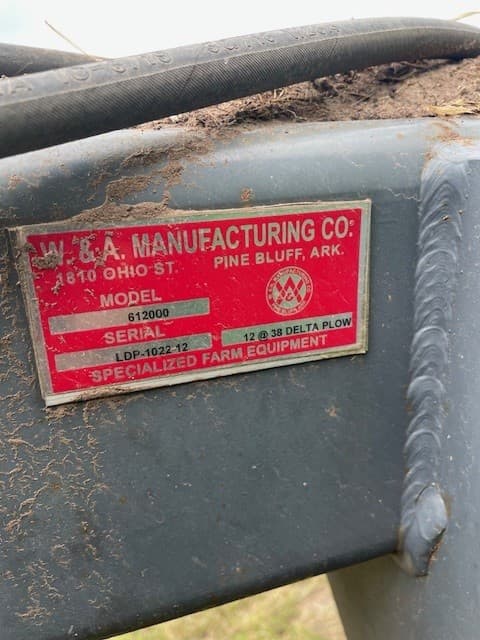 W. & A. MANUFACTURING CO.
1810 OHIO ST. PINE BLUFF, ARK.
MODEL
612000
SERIAL
LDP-1022-12
12 @ 38 DELTA PLOW
SPECIALIZED FARM EQUIPMENT